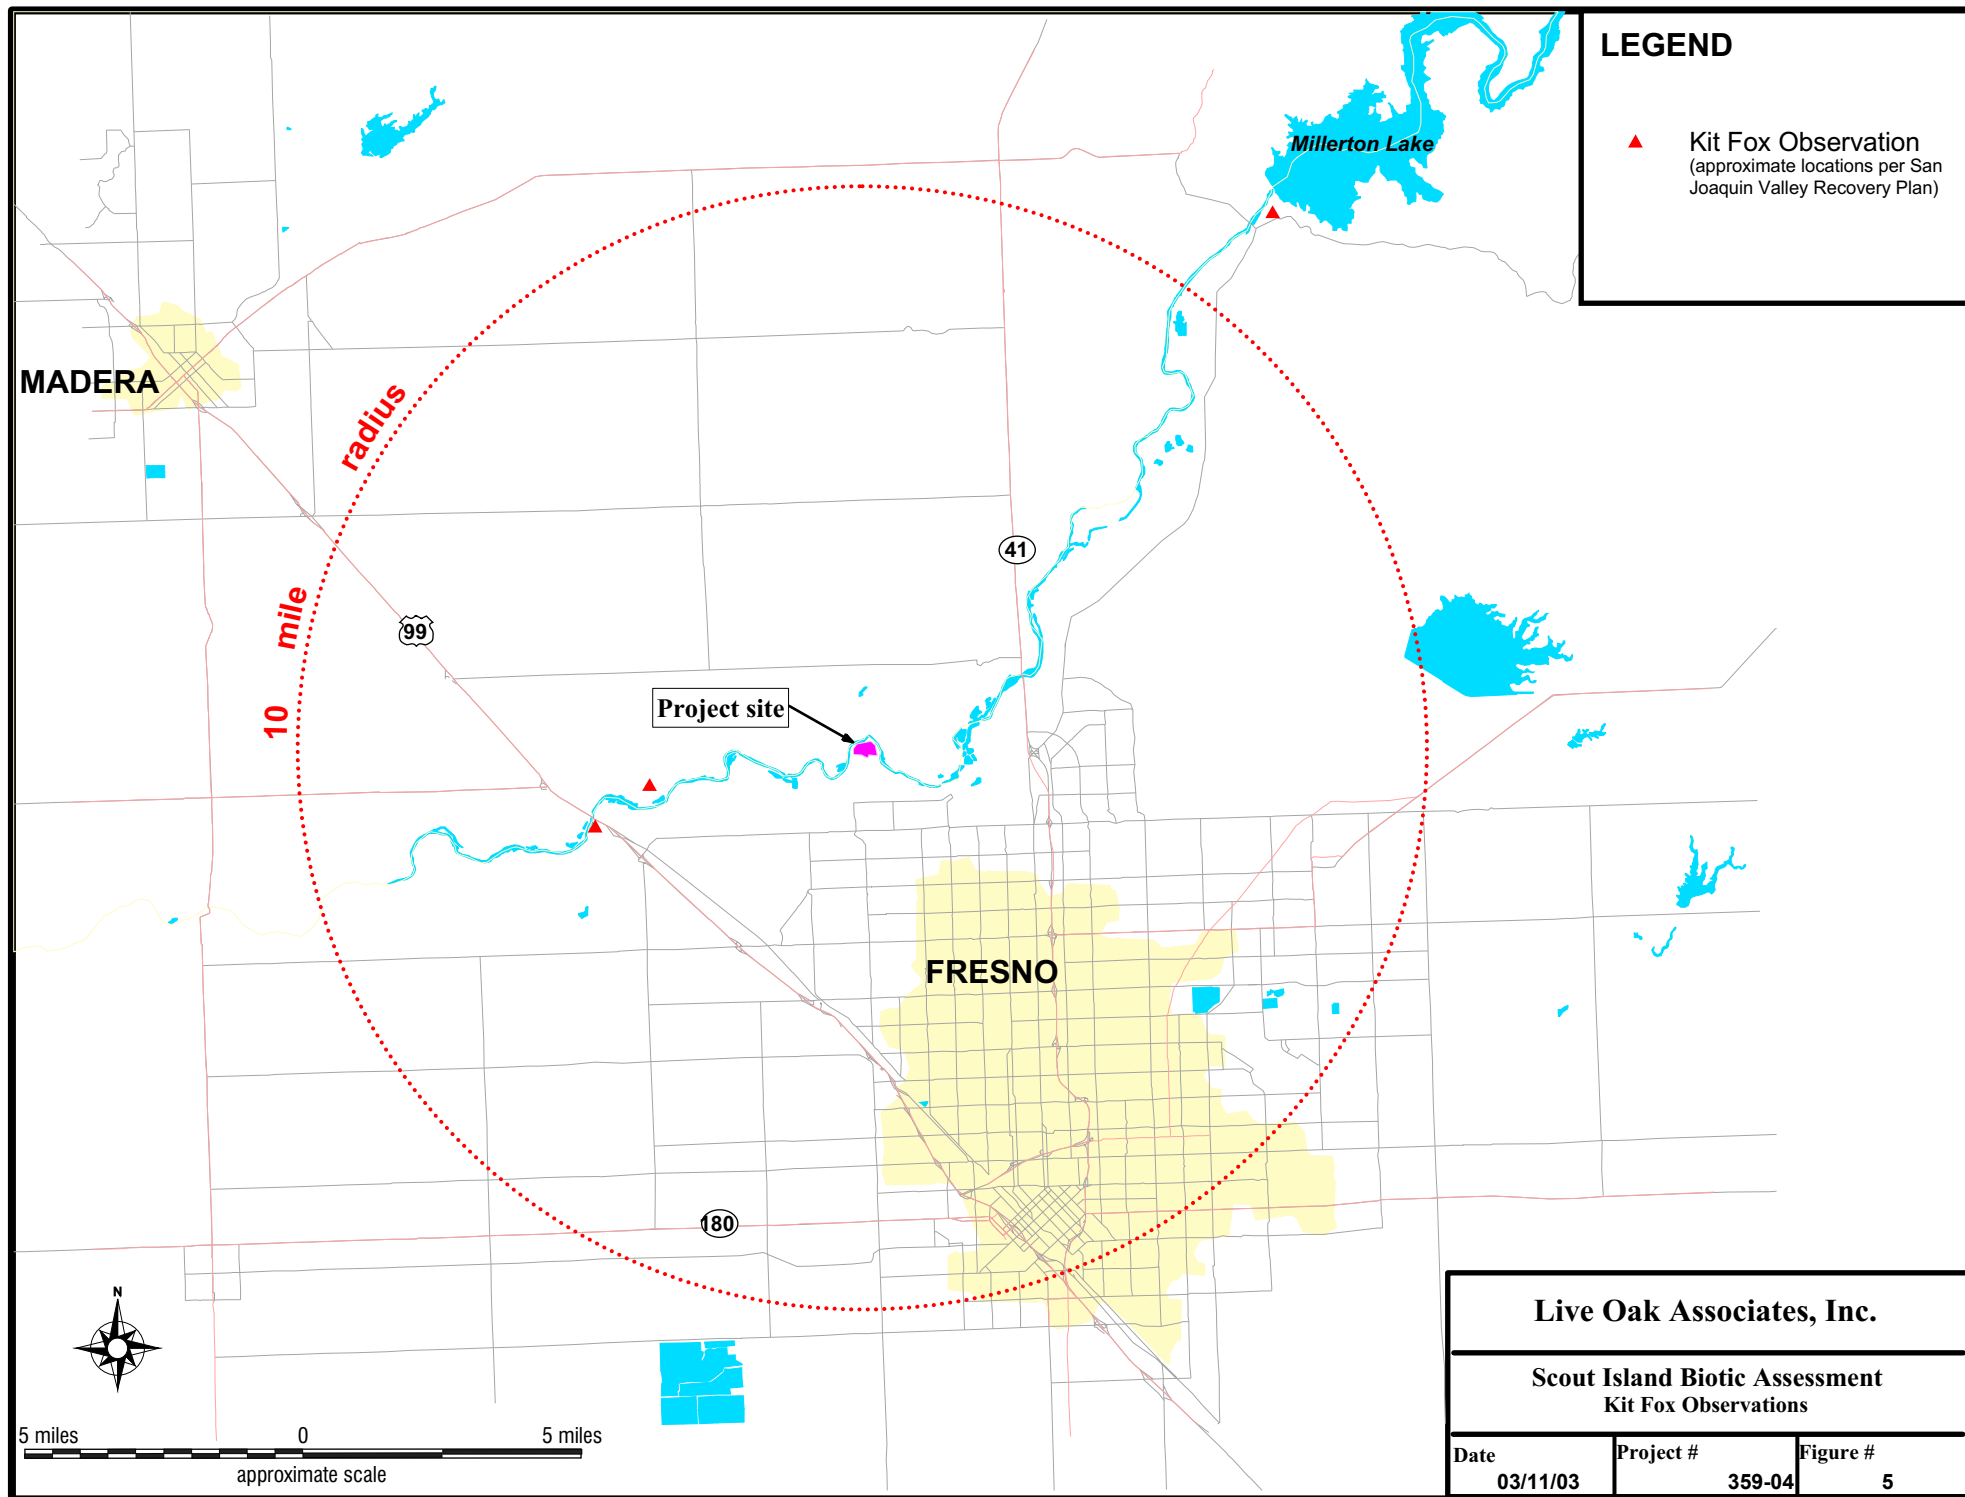 LEGEND
Kit Fox Observation
(approximate locations per San
Joaquin Valley Recovery Plan)
Millerton Lake
MADERA
radius
mile
10
41
99
Project site
FRESNO
180
N
5 miles 0 5 miles
approximate scale
Live Oak Associates, Inc.
Scout Island Biotic Assessment
Kit Fox Observations
Date Project # Figure #
03/11/03 359-04 5